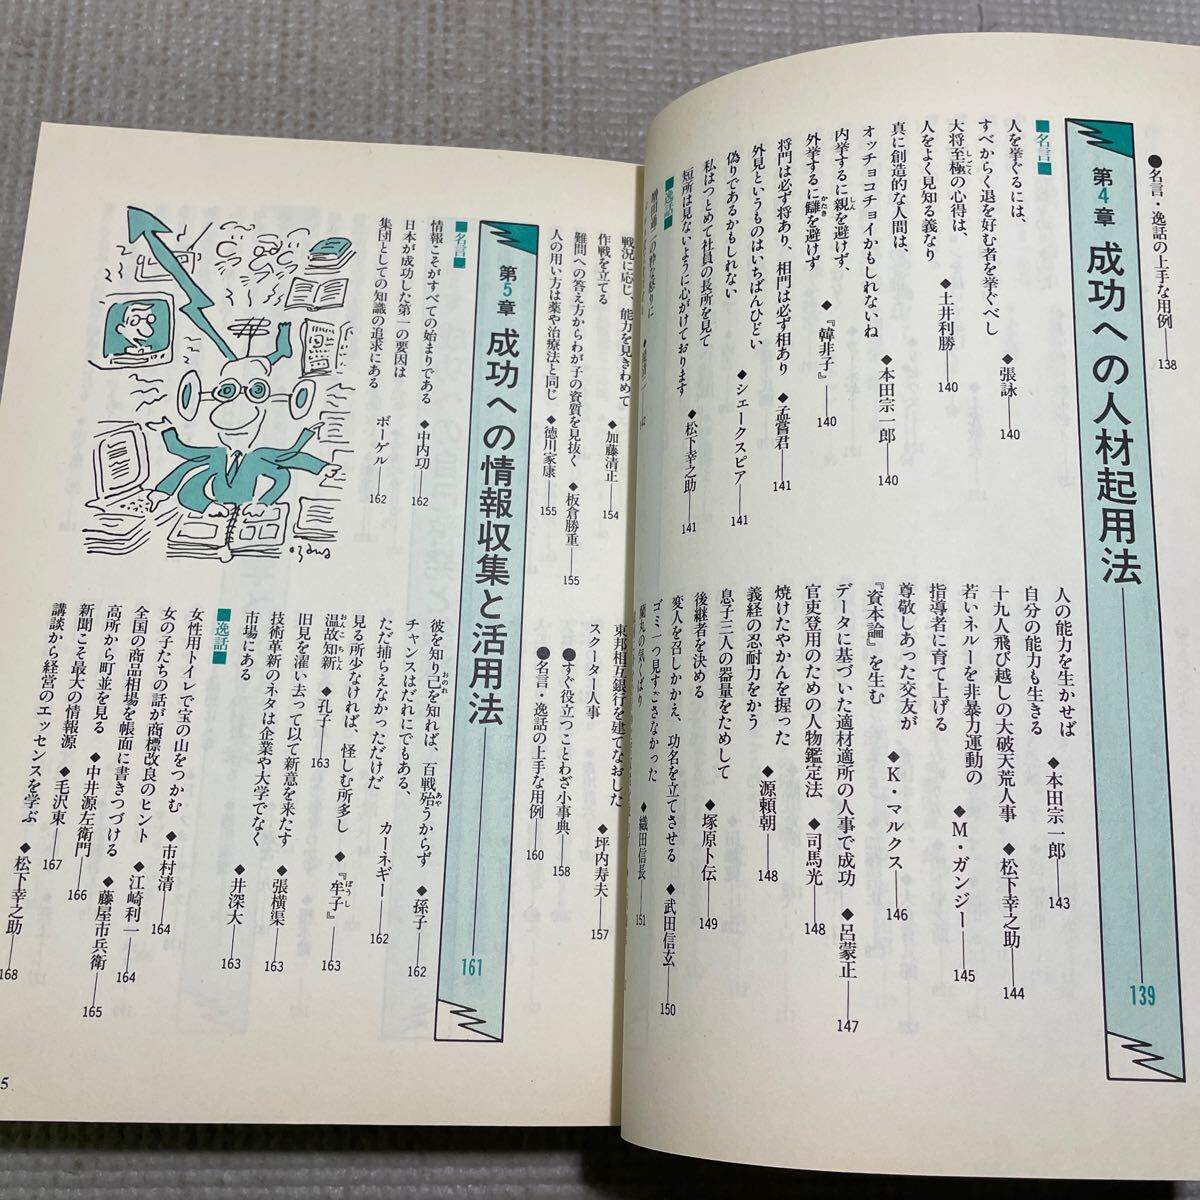 ●名言・逸話の上手な用例 138
第4章 成功への人材起用法 139
■名言■
人を挙ぐるには、
すべからく退を好む者を挙ぐべし ◆張詠 140
大将至極の心得は、
しごく
人をよく見知る義なり ◆土井利勝 140
真に創造的な人間は、
オッチョコチョイかもしれないね ◆本田宗一郎 140
内挙するに親を避けず、
しん
外挙するに讎を避けず ◆『韓非子』 140
かたき
将門は必ず将あり、相門は必ず相あり ◆孟嘗君 141
外見というものはいちばんひどい
偽りであるかもしれない ◆シェークスピア 141
私はつとめて社員の長所を見て
短所は見ないように心がけております ◆松下幸之助 141
■逸話■
人の能力を生かせば
自分の能力も生きる ◆本田宗一郎 143
十九人飛び越しの大破天荒人事 ◆松下幸之助 144
若いネルーを非暴力運動の
指導者に育て上げる ◆M・ガンジー 145
尊敬しあった交友が
『資本論』を生む ◆K・マルクス 146
データに基づいた適材適所の人事で成功 ◆呂蒙正 147
官吏登用のための人物鑑定法 ◆司馬光 148
焼けたやかんを握った
義経の忍耐力をかう ◆源頼朝 148
息子三人の器量をためして
後継者を決める ◆塚原卜伝 149
変人を召しかかえ、功名を立てさせる ◆武田信玄 150
ゴミ一つ見すごさなかった
蘭丸の気くばり ◆織田信長 151
戦況に応じ、能力を見きわめて
作戦を立てる ◆加藤清正 154
難問への答え方からわが子の資質を見抜く ◆板倉勝重 155
人の用い方は薬や治療法と同じ ◆徳川家康 155
東邦相互銀行を建てなおした
スクーター人事 ◆坪内寿夫 157
●すぐ役立つことわざ小事典 158
●名言・逸話の上手な用例 160
第5章 成功への情報収集と活用法 161
■名言■
情報こそがすべての始まりである ◆中内功 162
日本が成功した第一の要因は
集団としての知識の追求にある ボーゲル 162
彼を知り己を知れば、百戦殆うからず ◆孫子 162
おのれ
あや
チャンスはだれにでもある、
ただ捕らえなかっただけだ カーネギー 162
見る所少なければ、怪しむ所多し ◆『牟子』 163
ぼうし
温故知新 ◆孔子 163
おんこちしん
旧見を濯い去って以て新意を来たす ◆張横渠 163
技術革新のネタは企業や大学でなく
市場にある ◆井深大 163
■逸話■
女性用トイレで宝の山をつかむ ◆市村清 164
女の子たちの話が商標改良のヒント ◆江崎利一 164
全国の商品相場を帳面に書きつづける ◆藤屋市兵衛 165
高所から町並を見る ◆中井源左衛門 166
新聞こそ最大の情報源 ◆毛沢東 167
講談から経営のエッセンスを学ぶ ◆松下幸之助 168
5